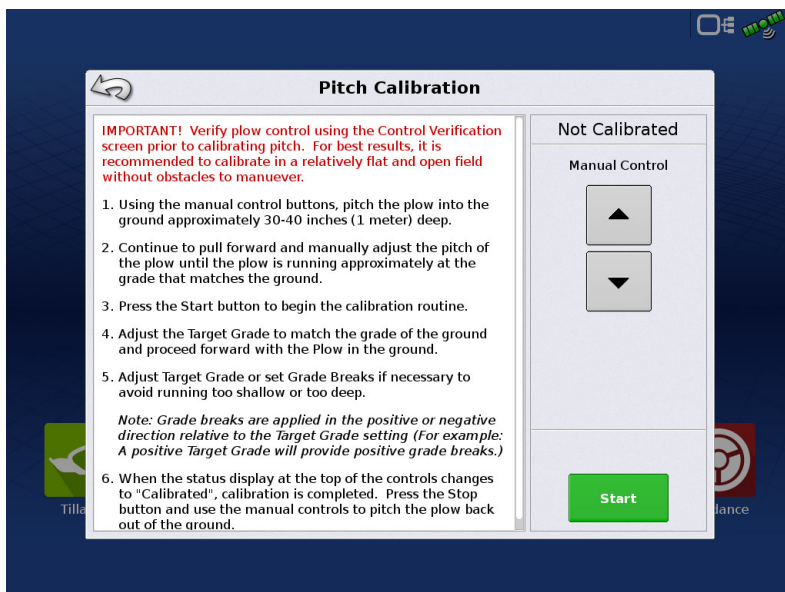 Pitch Calibration
IMPORTANT! Verify plow control using the Control Verification
screen prior to calibrating pitch. For best results, it is
recommended to calibrate in a relatively flat and open field
without obstacles to manuever.
1. Using the manual control buttons, pitch the plow into the
ground approximately 30-40 inches (1 meter) deep.
2. Continue to pull forward and manually adjust the pitch of
the plow until the plow is running approximately at the
grade that matches the ground.
3. Press the Start button to begin the calibration routine.
4. Adjust the Target Grade to match the grade of the ground
and proceed forward with the Plow in the ground.
5. Adjust Target Grade or set Grade Breaks if necessary to
avoid running too shallow or too deep.
Note: Grade breaks are applied in the positive or negative
direction relative to the Target Grade setting (For example:
A positive Target Grade will provide positive grade breaks.)
6. When the status display at the top of the controls changes
to "Calibrated", calibration is completed. Press the Stop
button and use the manual controls to pitch the plow back
out of the ground.
Not Calibrated
Manual Control
Start
Tilla
dance